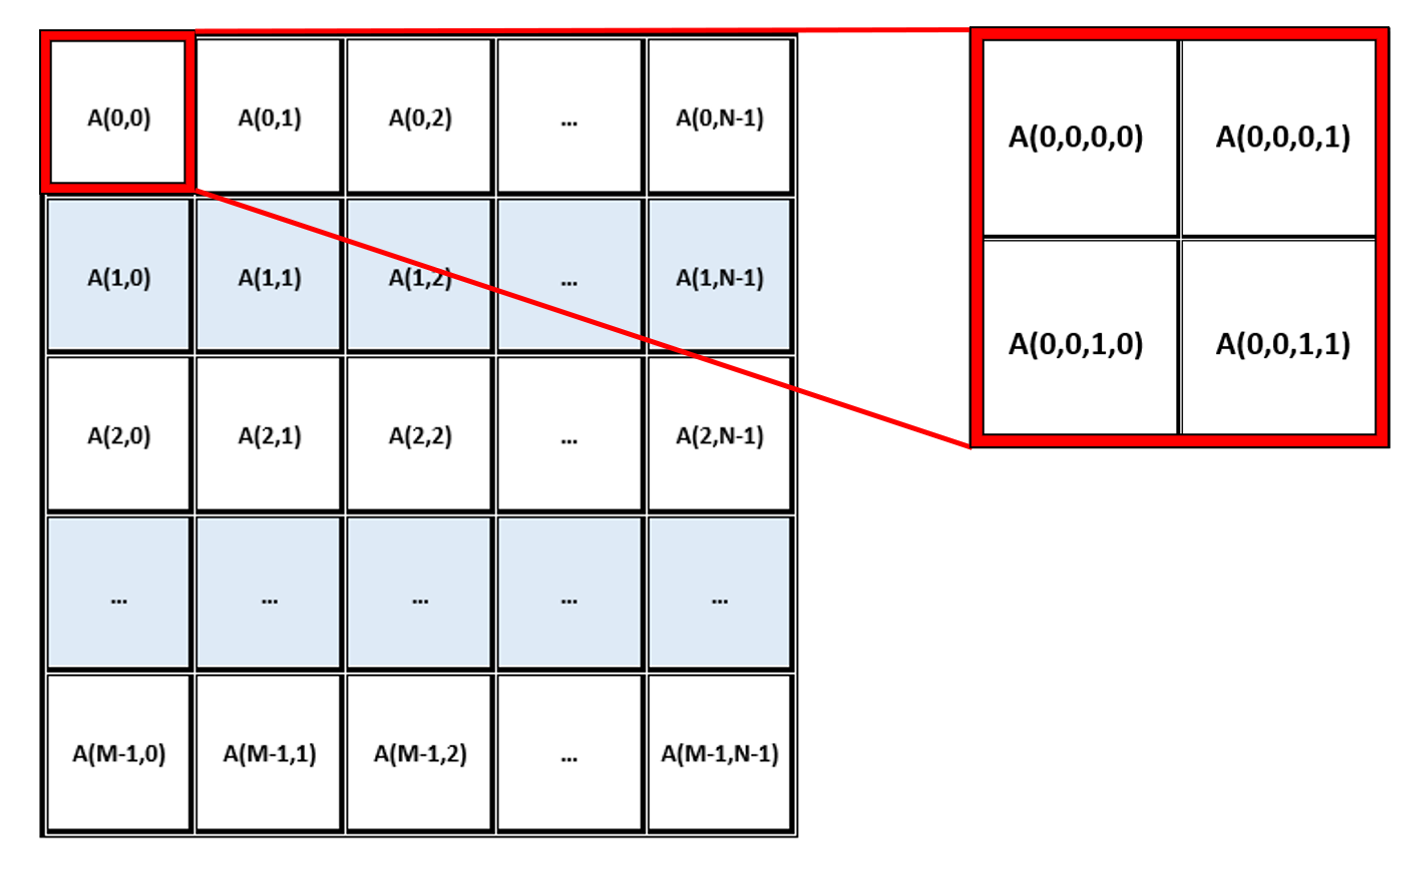 A(0,0) A(0,1) A(0,2) ... A(0,N-1)
A(1,0) A(1,1) A(1,2) ... A(1,N-1)
A(2,0) A(2,1) A(2,2) ... A(2,N-1)
... ... ... ... ...
A(M-1,0) A(M-1,1) A(M-1,2) ... A(M-1,N-1)
A(0,0,0,0) A(0,0,0,1)
A(0,0,1,0) A(0,0,1,1)